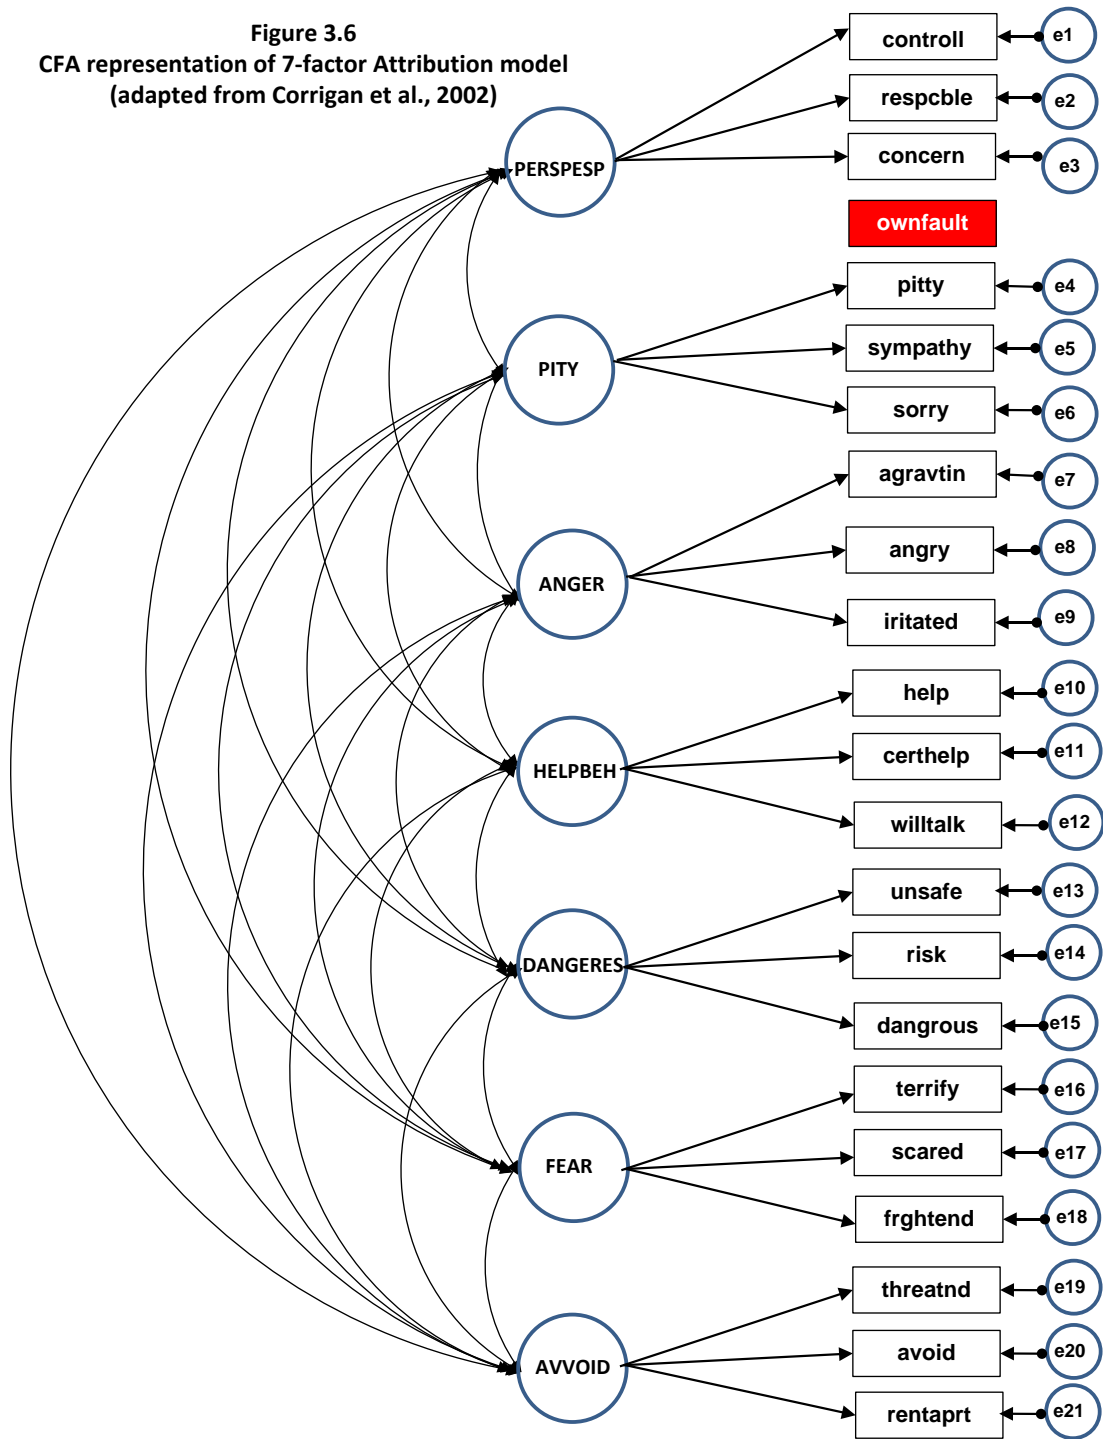 Figure 3.6
CFA representation of 7-factor Attribution model
(adapted from Corrigan et al., 2002)
controll
e1
respcble
e2
concern
e3
PERSPESP
ownfault
pitty
e4
sympathy
e5
PITY
sorry
e6
agravtin
e7
angry
e8
ANGER
iritated
e9
help
e10
certhelp
e11
HELPBEH
willtalk
e12
unsafe
e13
risk
e14
DANGERES
dangrous
e15
terrify
e16
scared
e17
FEAR
frghtend
e18
threatnd
e19
avoid
e20
AVVOID
rentaprt
e21